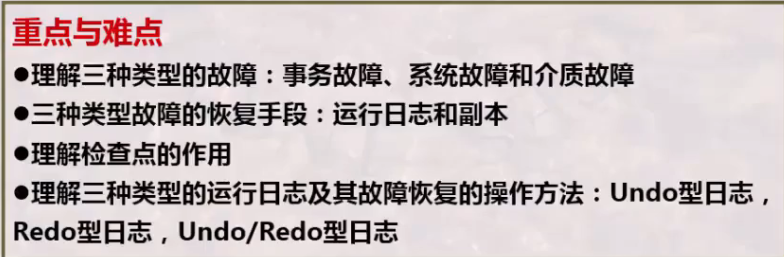 重点与难点
●理解三种类型的故障：事务故障、系统故障和介质故障
●三种类型故障的恢复手段：运行日志和副本
●理解检查点的作用
●理解三种类型的运行日志及其故障恢复的操作方法：Undo型日志，
Redo型日志，Undo/Redo型日志